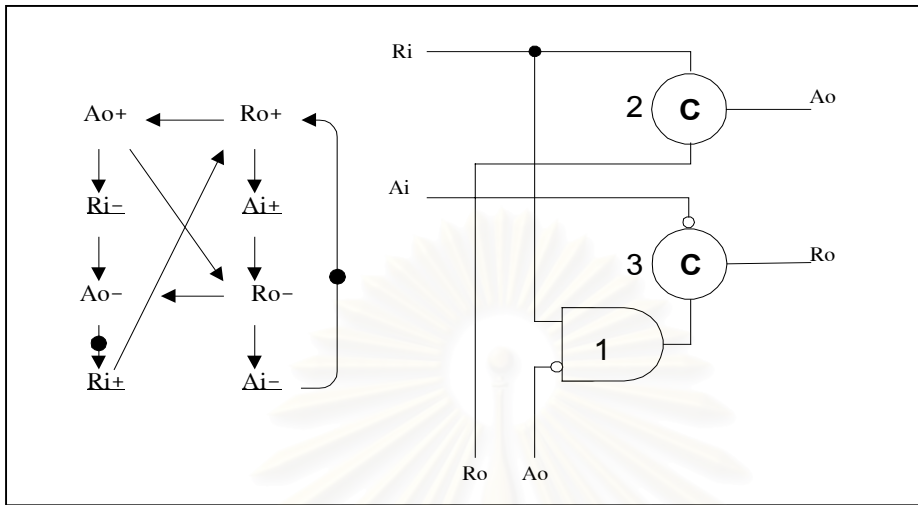 Ao+ Ro+
Ri– Ai+
Ao– Ro–
Ri+ Ai–
Ri
2 C Ao
Ai
3 C Ro
1
Ro Ao